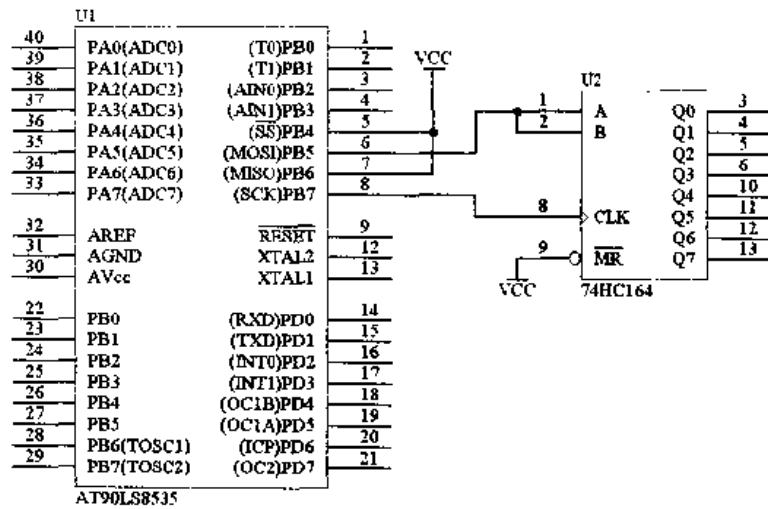 U1
40 PA0(ADC0) (T0)PB0 1
39 PA1(ADC1) (T1)PB1 2
38 PA2(ADC2) (AIN0)PB2 3
37 PA3(ADC3) (AIN1)PB3 4
36 PA4(ADC4) (SS)PB4 5
35 PA5(ADC5) (MOSI)PB5 6
34 PA6(ADC6) (MISO)PB6 7
33 PA7(ADC7) (SCK)PB7 8
32 AREF RESET 9
31 AGND XTAL2 12
30 AVcc XTAL1 13
22 PB0 (RXD)PD0 14
23 PB1 (TXD)PD1 15
24 PB2 (INT0)PD2 16
25 PB3 (INT1)PD3 17
26 PB4 (OC1B)PD4 18
27 PB5 (OC1A)PD5 19
28 PB6(TOSC1) (ICP)PD6 20
29 PB7(TOSC2) (OC2)PD7 21
AT90LS8535
VCC
U2
1 A Q0 3
2 B Q1 4
Q2 5
Q3 6
Q4 10
8 CLK Q5 11
Q6 12
9 MR Q7 13
VCC
74HC164